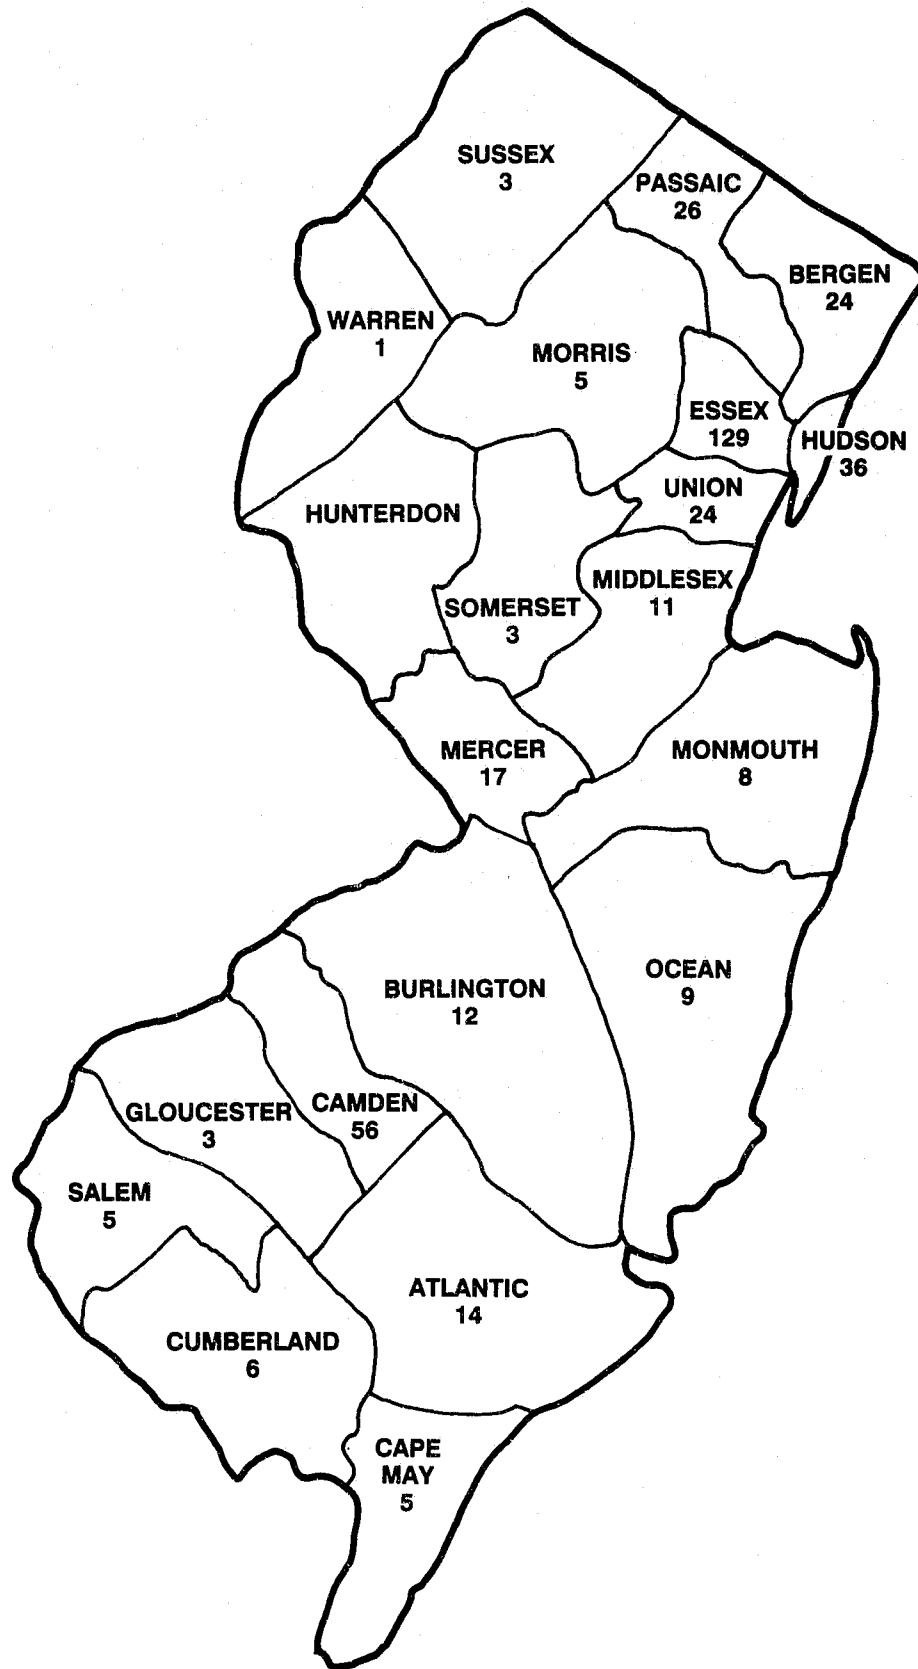 SUSSEX
3
PASSAIC
26
BERGEN
24
WARREN
1
MORRIS
5
ESSEX
129
HUDSON
36
UNION
24
HUNTERDON
MIDDLESEX
11
SOMERSET
3
MERCER
17
MONMOUTH
8
OCEAN
9
BURLINGTON
12
CAMDEN
56
GLOUCESTER
3
SALEM
5
ATLANTIC
14
CUMBERLAND
6
CAPE
MAY
5